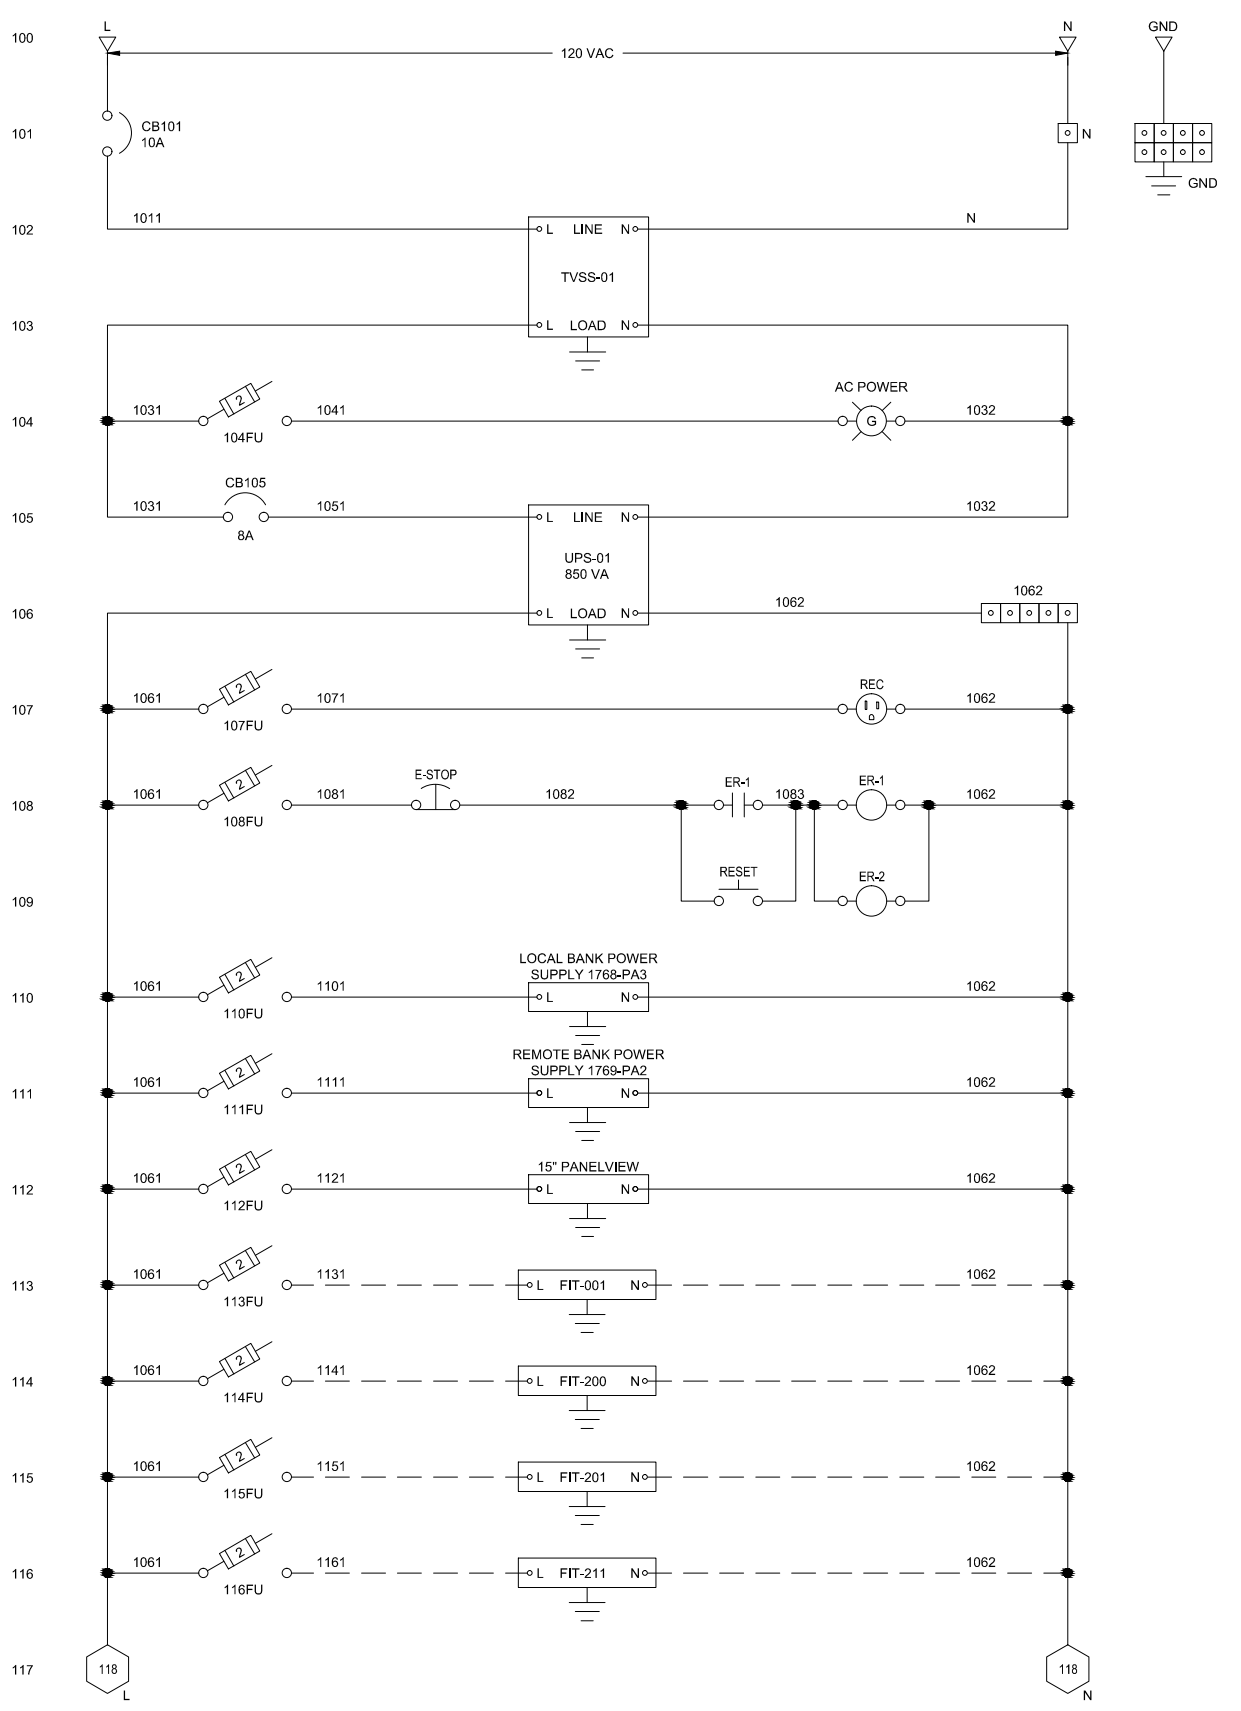 L N GND
100
120 VAC
101 CB101 N
10A
GND
102 1011 L LINE N N
TVSS-01
103 L LOAD N
AC POWER
104 1031 2 1041 G 1032
104FU
CB105
105 1031 1051 L LINE N 1032
8A
UPS-01
850 VA
1062
106 L LOAD N 1062
REC
107 1061 2 1071 1062
107FU
E-STOP ER-1 ER-1
108 1061 2 1081 1082 1083 1062
108FU
RESET ER-2
109
LOCAL BANK POWER
SUPPLY 1768-PA3
110 1061 2 1101 L N 1062
110FU
REMOTE BANK POWER
SUPPLY 1769-PA2
111 1061 2 1111 L N 1062
111FU
15" PANELVIEW
112 1061 2 1121 L N 1062
112FU
113 1061 2 1131 L FIT-001 N 1062
113FU
114 1061 2 1141 L FIT-200 N 1062
114FU
115 1061 2 1151 L FIT-201 N 1062
115FU
116 1061 2 1161 L FIT-211 N 1062
116FU
117 118 118
L N